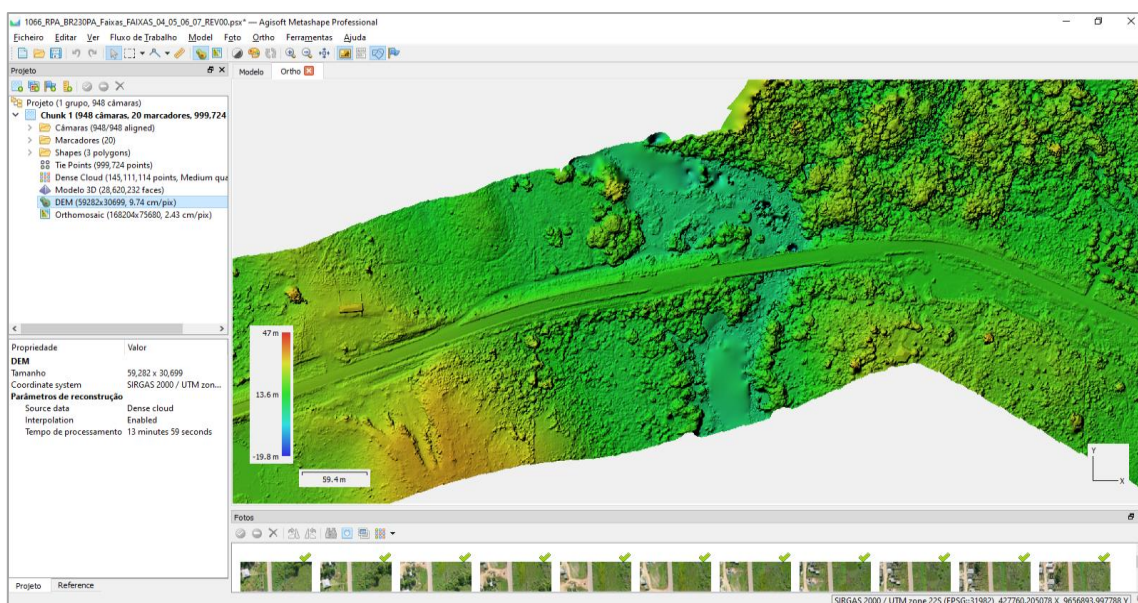 1066_RPA_BR230PA_Faixas_FAIXAS_04_05_06_07_REV00.psx* — Agisoft Metashape Professional
Ficheiro Editar Ver Fluxo de Trabalho Model Foto Ortho Ferramentas Ajuda
Projeto
Modelo Ortho
Projeto (1 grupo, 948 câmaras)
Chunk 1 (948 câmaras, 20 marcadores, 999,724
Câmaras (948/948 aligned)
Marcadores (20)
Shapes (3 polygons)
Tie Points (999,724 points)
Dense Cloud (145,111,114 points, Medium qua
Modelo 3D (28,620,232 faces)
DEM (59282x30699, 9.74 cm/pix)
Orthomosaic (168204x75680, 2.43 cm/pix)
Propriedade Valor
DEM
Tamanho 59,282 x 30,699
Coordinate system SIRGAS 2000 / UTM zon...
Parâmetros de reconstrução
Source data Dense cloud
Interpolation Enabled
Tempo de processamento 13 minutes 59 seconds
47 m
13.6 m
-19.8 m
59.4 m
Y
X
Fotos
Projeto Reference
SIRGAS 2000 / UTM zone 22S (EPSG::31982) 427760.205078 X 9656893.997788 Y